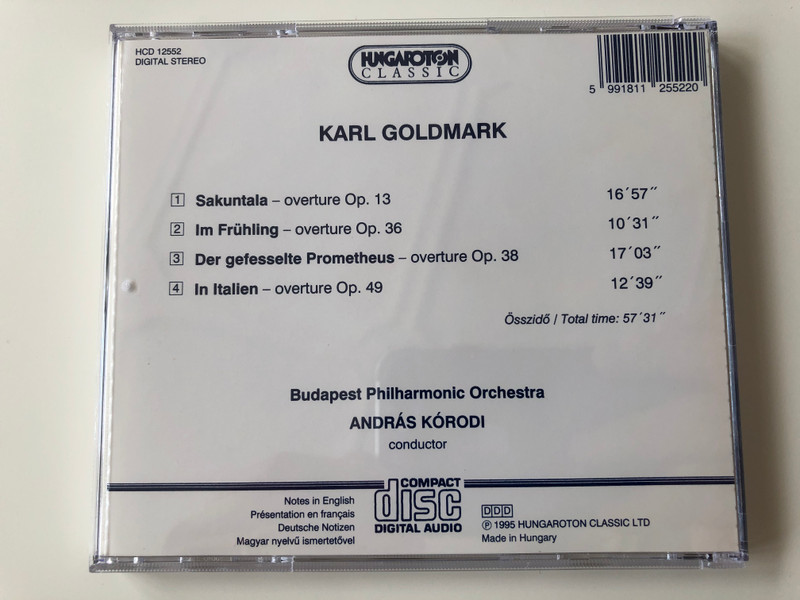 HCD 12552
DIGITAL STEREO
HUNGAROTON
CLASSIC
5 991811 255220
KARL GOLDMARK
1 Sakuntala – overture Op. 13 16´57˝
2 Im Frühling – overture Op. 36 10´31˝
3 Der gefesselte Prometheus – overture Op. 38 17´03˝
4 In Italien – overture Op. 49 12´39˝
Összidő / Total time: 57´31˝
Budapest Philharmonic Orchestra
ANDRÁS KÓRODI
conductor
Notes in English
Présentation en français
Deutsche Notizen
Magyar nyelvű ismertetővel
COMPACT
disc
DIGITAL AUDIO
DDD
℗ 1995 HUNGAROTON CLASSIC LTD
Made in Hungary